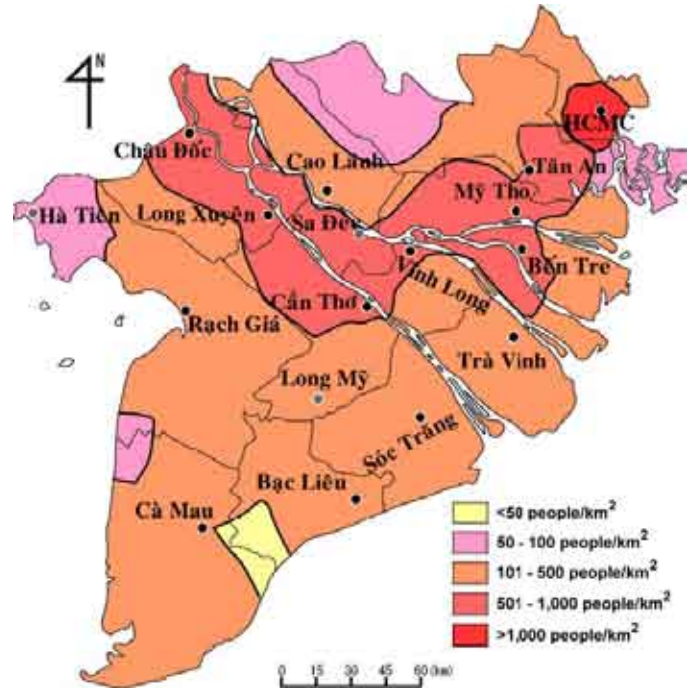 N
HCMC
Châu Đốc
Cao Lãnh
Tân An
Mỹ Tho
Hà Tiên
Long Xuyên
Sa Đec
Bến Tre
Vĩnh Long
Cần Thơ
Rạch Giá
Trà Vinh
Long Mỹ
Sóc Trăng
Bạc Liêu
Cà Mau
<50 people/km²
50 - 100 people/km²
101 - 500 people/km²
501 - 1,000 people/km²
>1,000 people/km²
0 15 30 45 60 (km)